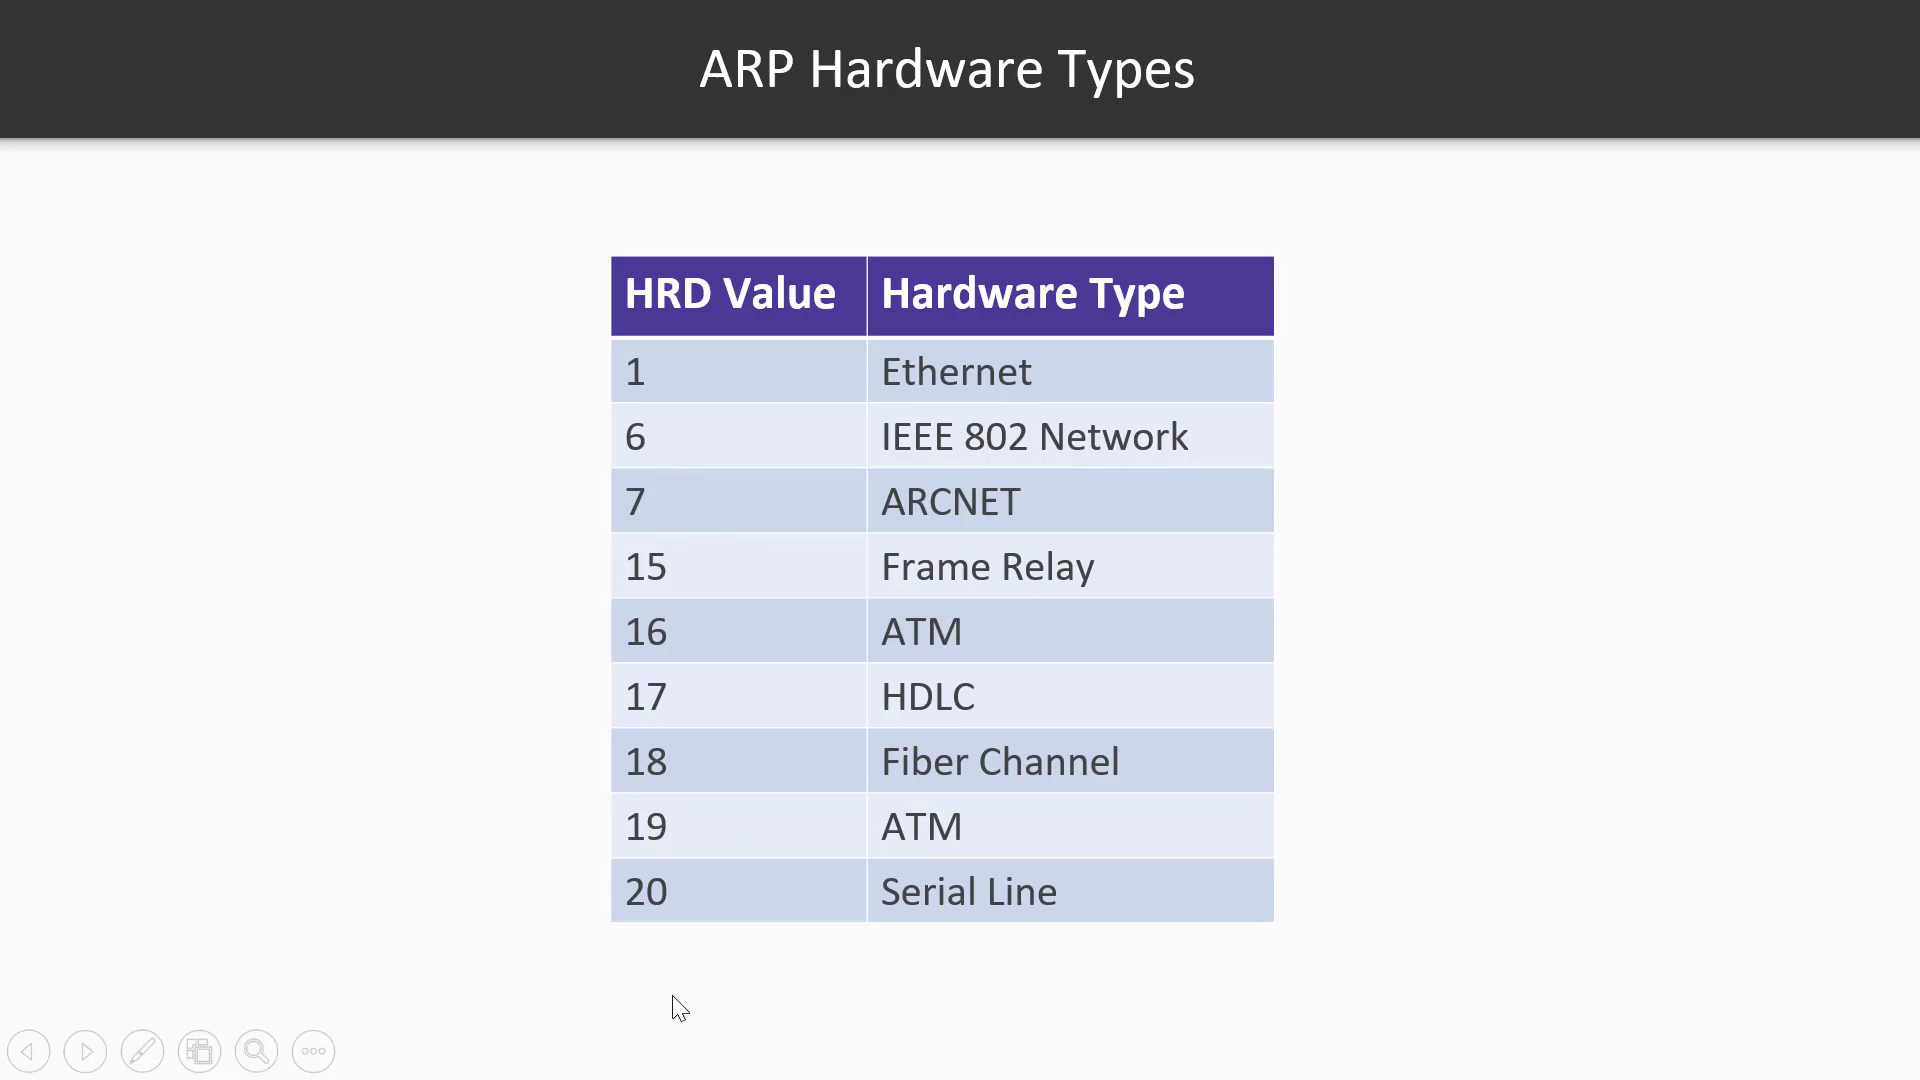 ARP Hardware Types
HRD Value Hardware Type
1 Ethernet
6 IEEE 802 Network
7 ARCNET
15 Frame Relay
16 ATM
17 HDLC
18 Fiber Channel
19 ATM
20 Serial Line